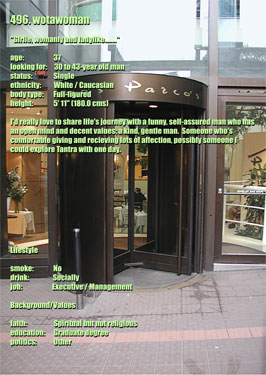 496. wotawoman
"Girlie, womanly and ladylike......"
age: 37
looking for: 30 to 43-year old man
status: Single
ethnicity: White / Caucasian
body type: Full-figured
height: 5' 11" (180.0 cms)
Parco's
I'd really love to share life's journey with a funny, self-assured man who has
an open mind and decent values: a kind, gentle man. Someone who's
comfortable giving and recieving lots of affection, possibly someone I
could explore Tantra with one day.
Lifestyle
smoke: No
drink: Socially
job: Executive / Management
Background/Values
faith: Spiritual but not religious
education: Graduate degree
politics: Other